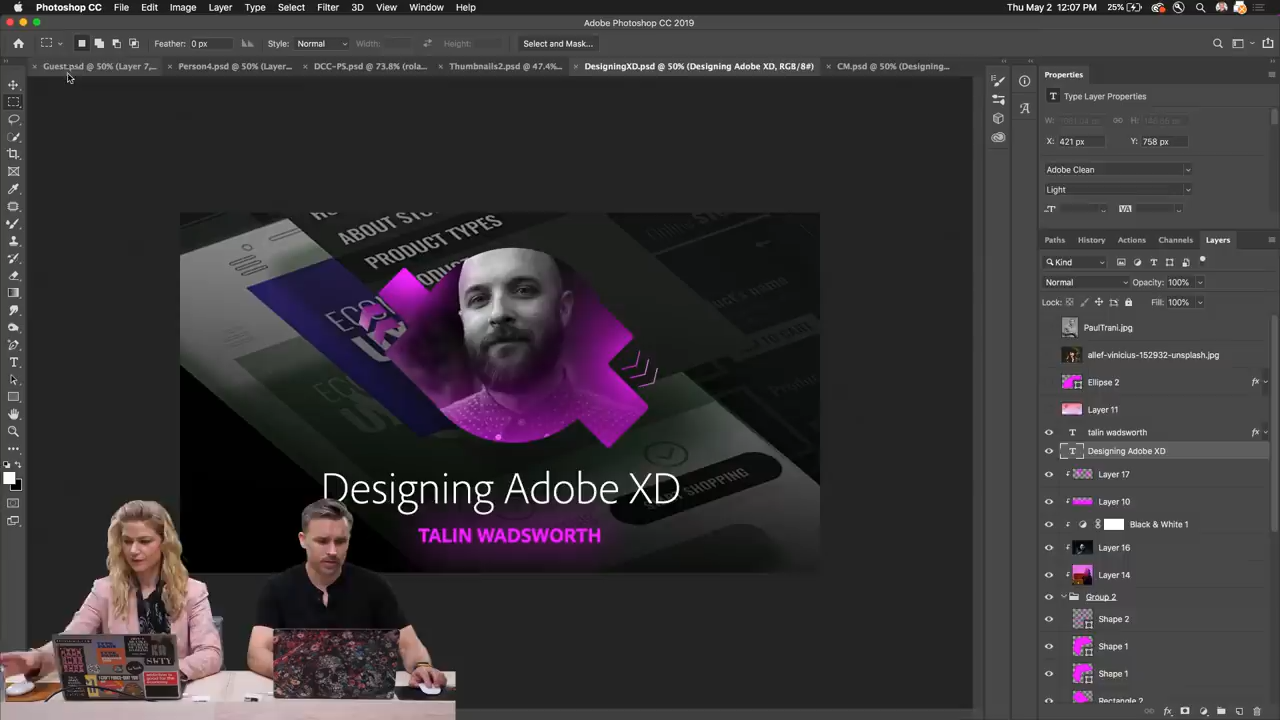 Photoshop CC File Edit Image Layer Type Select Filter 3D View Window Help
Thu May 2 12:07 PM 25%
Adobe Photoshop CC 2019
Feather: 0 px Style: Normal Width: Height: Select and Mask...
Guest.psd @ 50% (Layer 7,... Person4.psd @ 50% (Layer... DCC-PS.psd @ 73.8% (rola... Thumbnails2.psd @ 47.4%... DesigningXD.psd @ 50% (Designing Adobe XD, RGB/8#) CM.psd @ 50% (Designing...
Properties
Type Layer Properties
W: H:
X: 421 px Y: 758 px
Adobe Clean
Light
Paths History Actions Channels Layers
Kind
Normal Opacity: 100%
Lock: Fill: 100%
PaulTrani.jpg
allef-vinicius-152932-unsplash.jpg
Ellipse 2
Layer 11
talin wadsworth
Designing Adobe XD
Layer 17
Layer 10
Black & White 1
Layer 16
Layer 14
Group 2
Shape 2
Shape 1
Shape 1
Rectangle 2
ABOUT
PRODUCT TYPES
Designing Adobe XD
TALIN WADSWORTH
SHOPPING